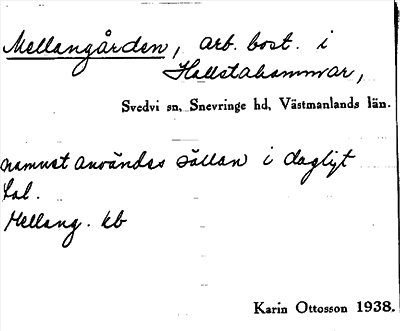 Mellangården, arb. bost. i
Hallstahammar,
Svedvi sn, Snevringe hd, Västmanlands län.
namnet användes sällan i dagligt
tal.
Mellang. kb
Karin Ottosson 1938.